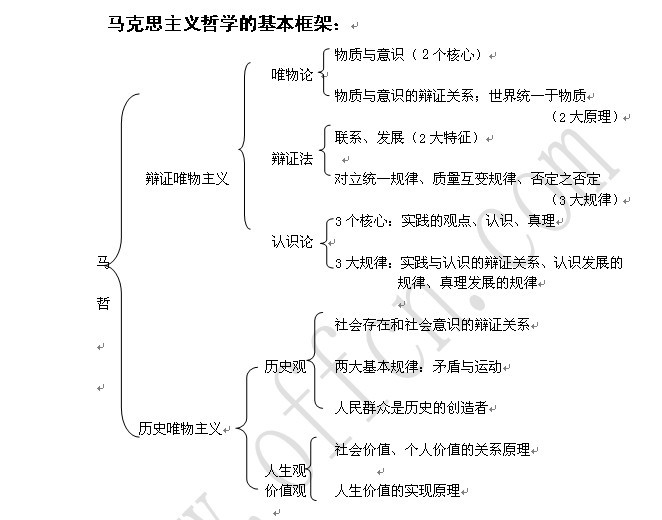 马克思主义哲学的基本框架：
物质与意识（2个核心）
唯物论
物质与意识的辩证关系；世界统一于物质
（2大原理）
联系、发展（2大特征）
辩证法
辩证唯物主义
对立统一规律、质量互变规律、否定之否定
（3大规律）
3个核心：实践的观点、认识、真理
认识论
3大规律：实践与认识的辩证关系、认识发展的
规律、真理发展的规律
马
哲
社会存在和社会意识的辩证关系
历史观
两大基本规律：矛盾与运动
人民群众是历史的创造者
历史唯物主义
社会价值、个人价值的关系原理
人生观
价值观
人生价值的实现原理
www.offcn.com